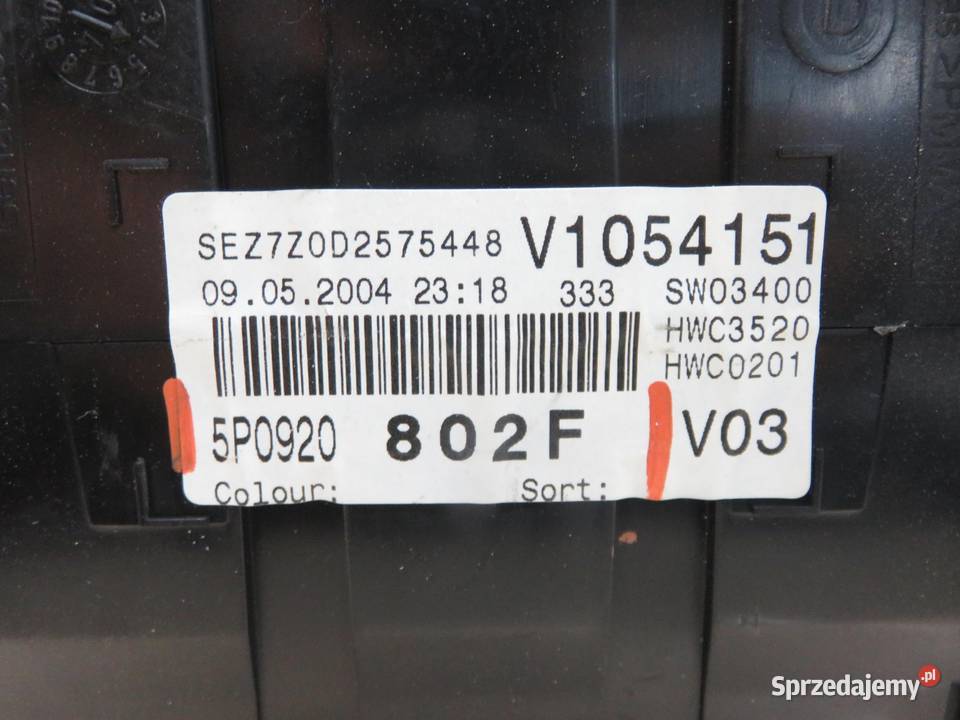 SEZ7Z0D2575448 V1054151
09.05.2004 23:18 333 SW03400
HWC3520
HWC0201
5P0920 802F V03
Colour: Sort:
Sprzedajemy.pl